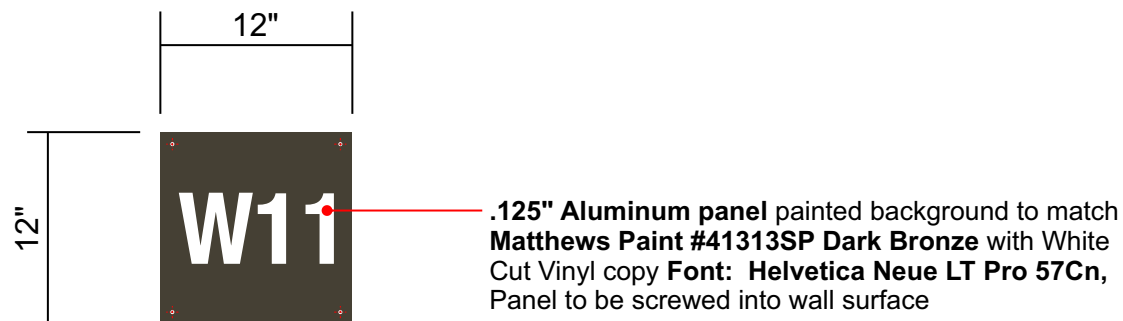 12"
12"
W11
.125" Aluminum panel painted background to match
Matthews Paint #41313SP Dark Bronze with White
Cut Vinyl copy Font: Helvetica Neue LT Pro 57Cn,
Panel to be screwed into wall surface